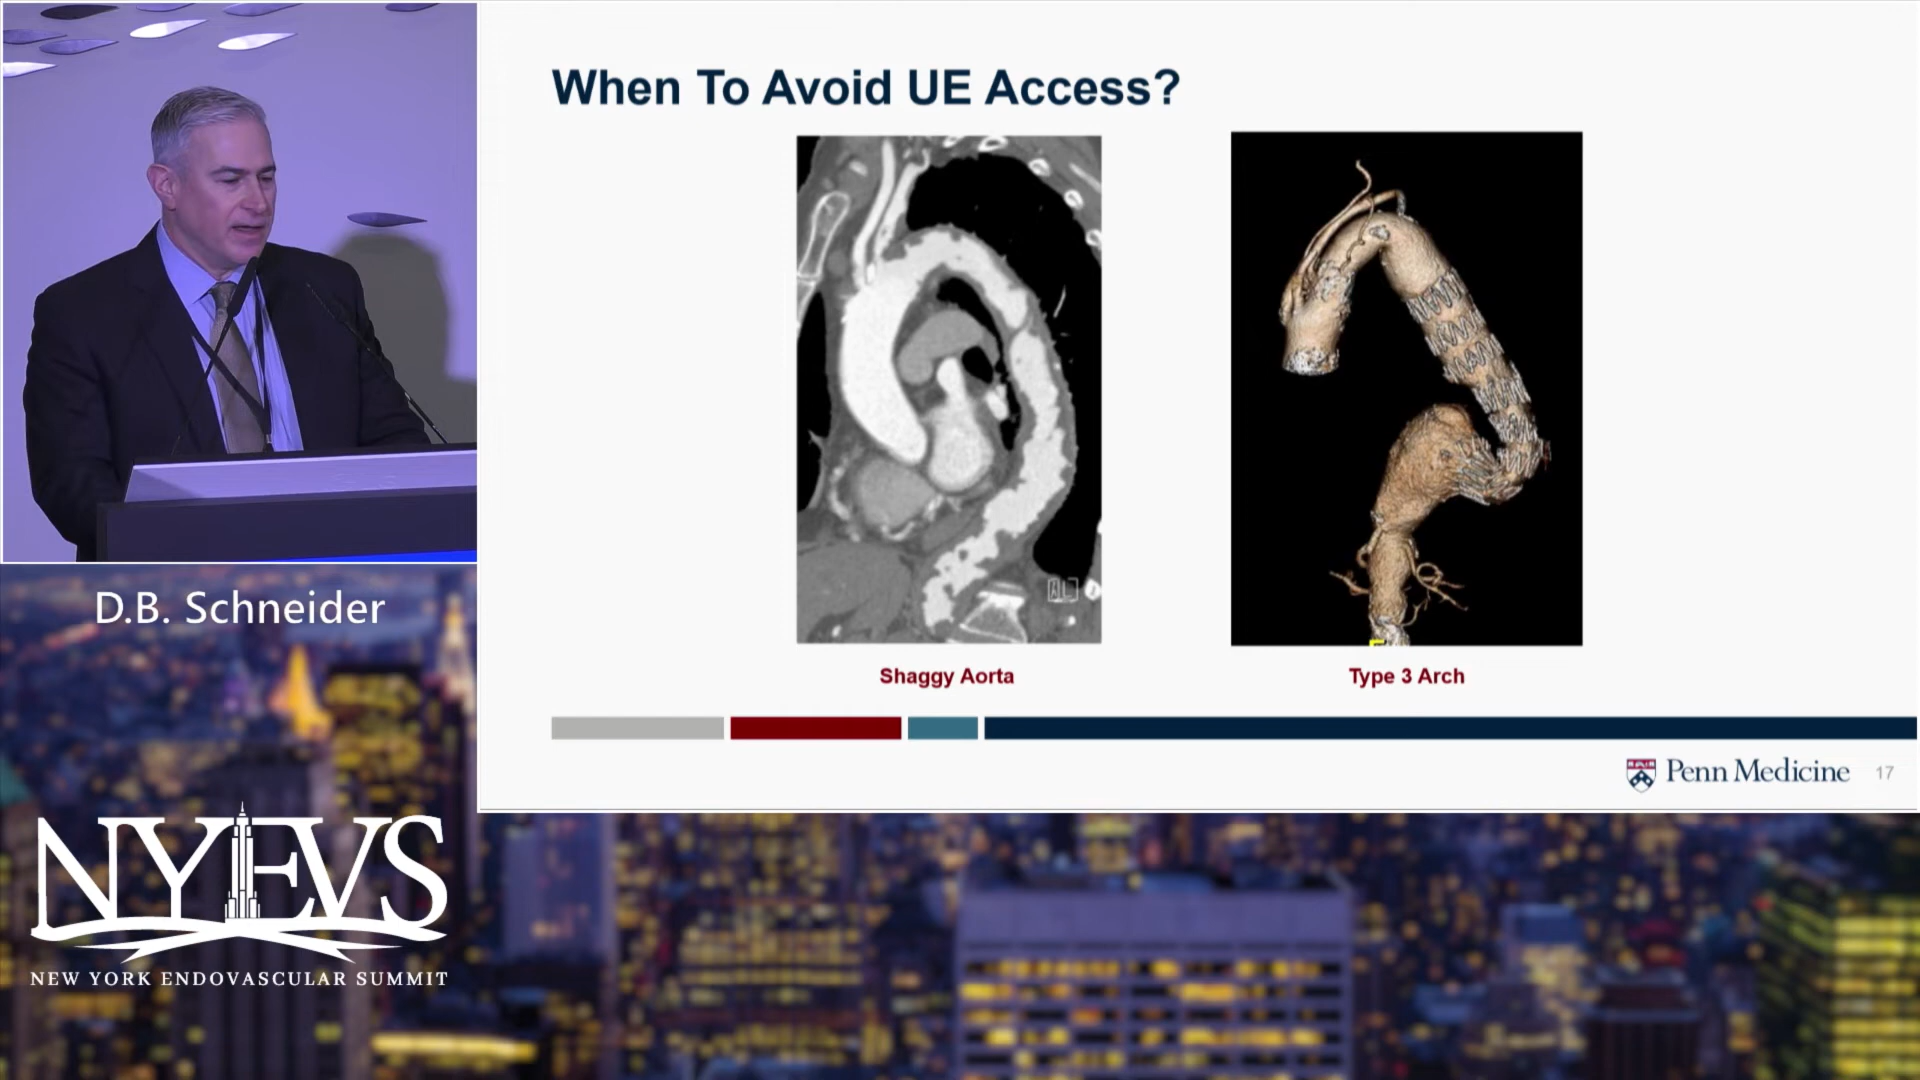 When To Avoid UE Access?
Shaggy Aorta
Type 3 Arch
Penn Medicine
17
D.B. Schneider
NYEVS
NEW YORK ENDOVASCULAR SUMMIT